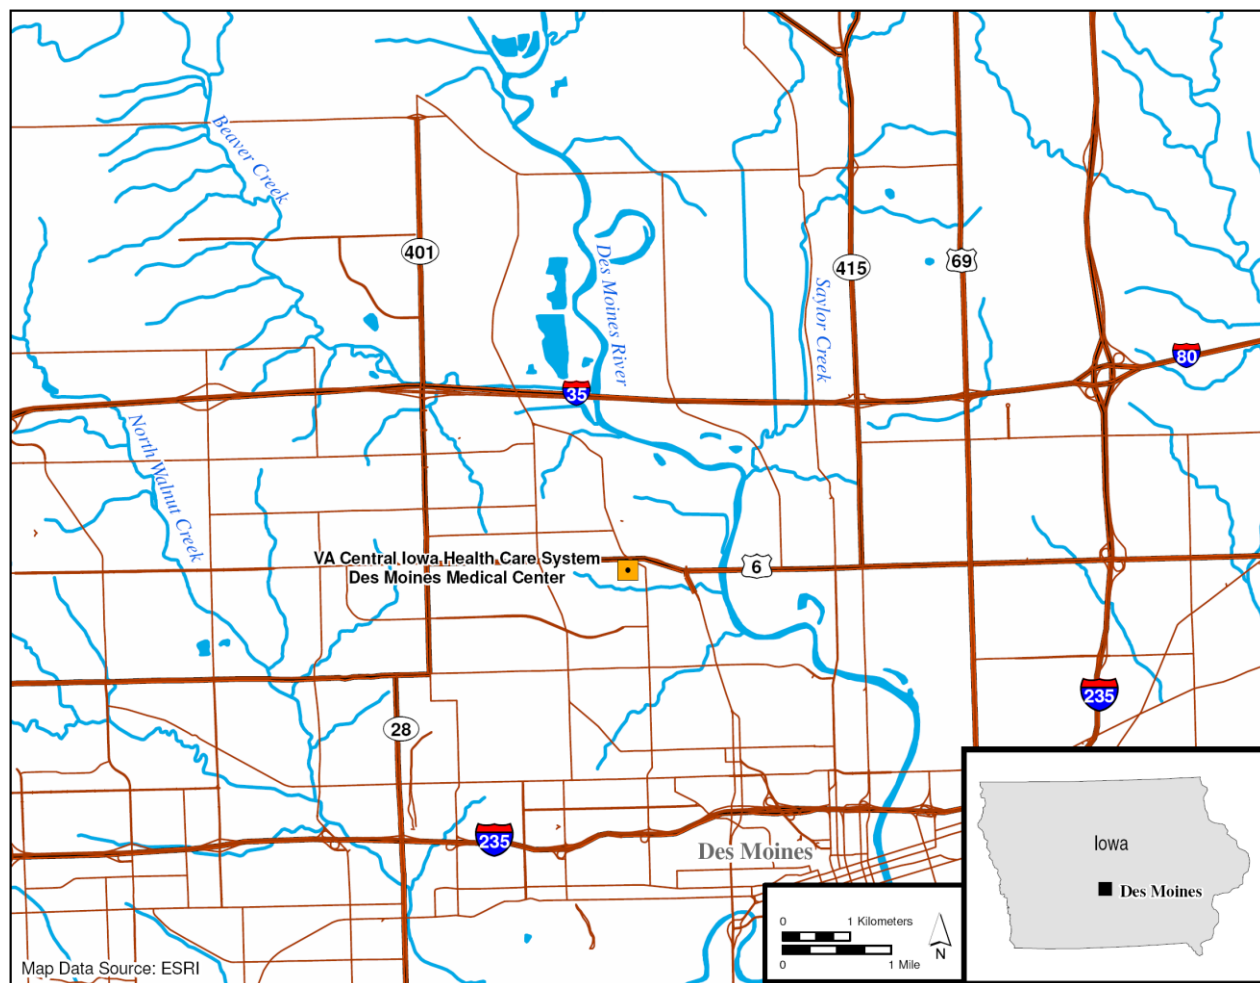 Beaver Creek
401
Des Moines River
Saylor Creek
415
69
80
35
North Walnut Creek
VA Central Iowa Health Care System
Des Moines Medical Center
6
235
28
235
Des Moines
Iowa
Des Moines
0 1 Kilometers
0 1 Mile
N
Map Data Source: ESRI